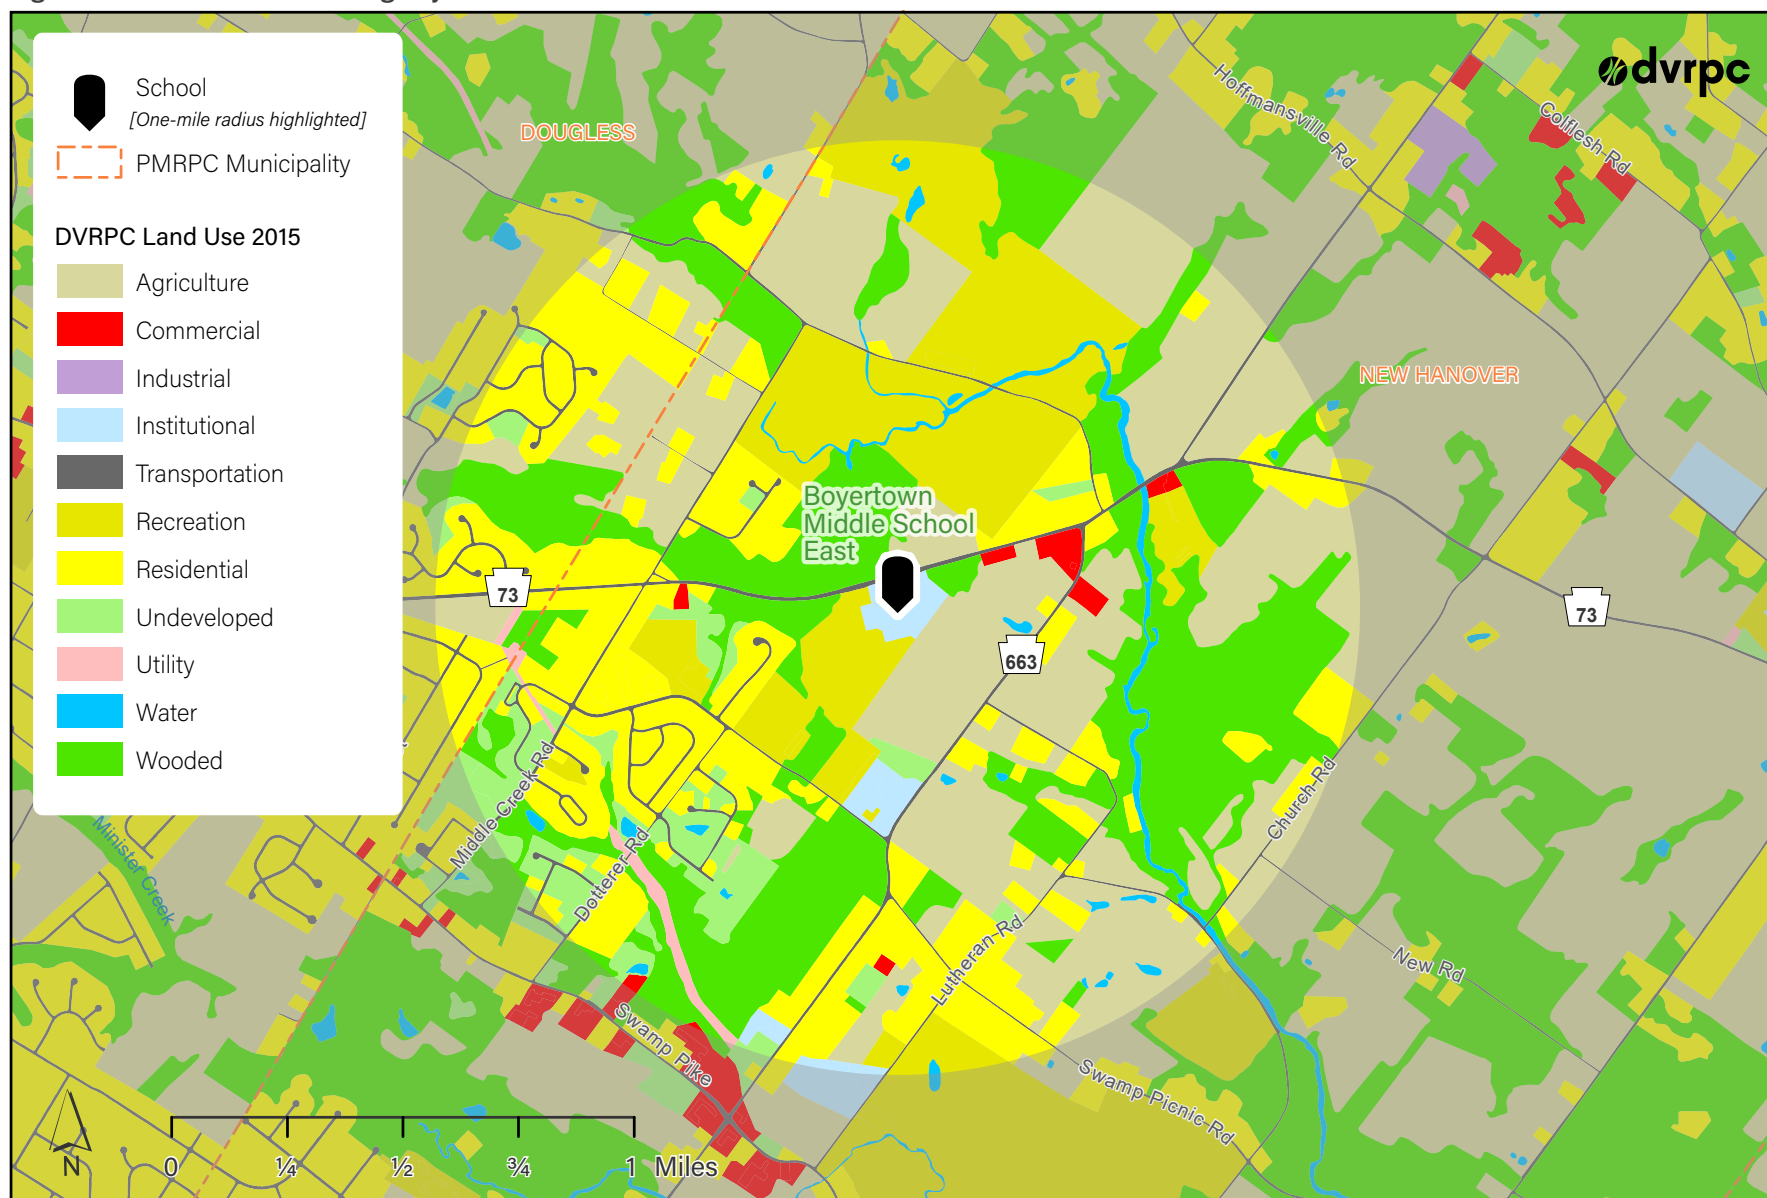 School
[One-mile radius highlighted]
PMRPC Municipality
DVRPC Land Use 2015
Agriculture
Commercial
Industrial
Institutional
Transportation
Recreation
Residential
Undeveloped
Utility
Water
Wooded
dvrpc
DOUGLESS
Hoffmansville Rd
Colflesh Rd
NEW HANOVER
Boyertown
Middle School
East
73
73
663
Middle Creek Rd
Dotterer Rd
Church Rd
Minister Creek
Lutheran Rd
New Rd
Swamp Pike
Swamp Picnic Rd
N
0
1/4
1/2
3/4
1 Miles